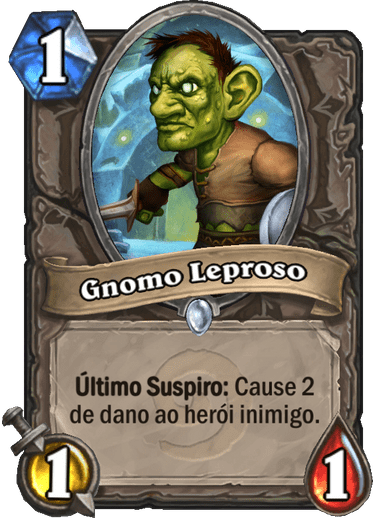 1
Gnomo Leproso
Último Suspiro: Cause 2
de dano ao herói inimigo.
1
1